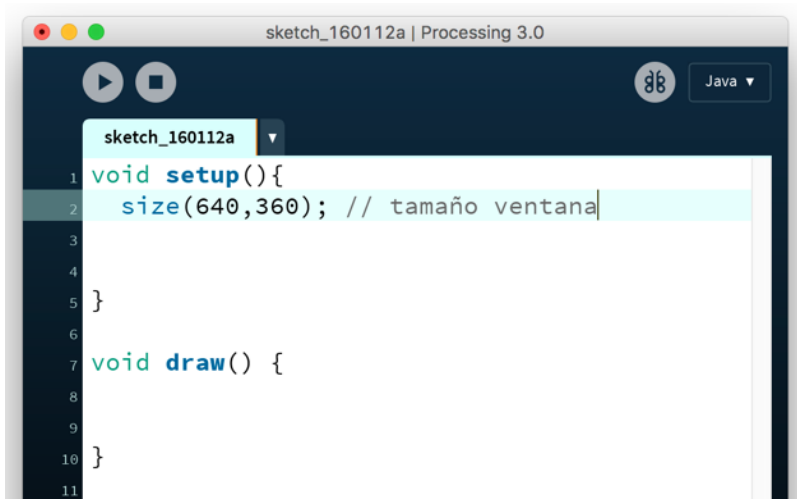 sketch_160112a | Processing 3.0
Java ▼
sketch_160112a ▼
1 void setup(){
2   size(640,360); // tamaño ventana
3
4
5 }
6
7 void draw() {
8
9
10 }
11